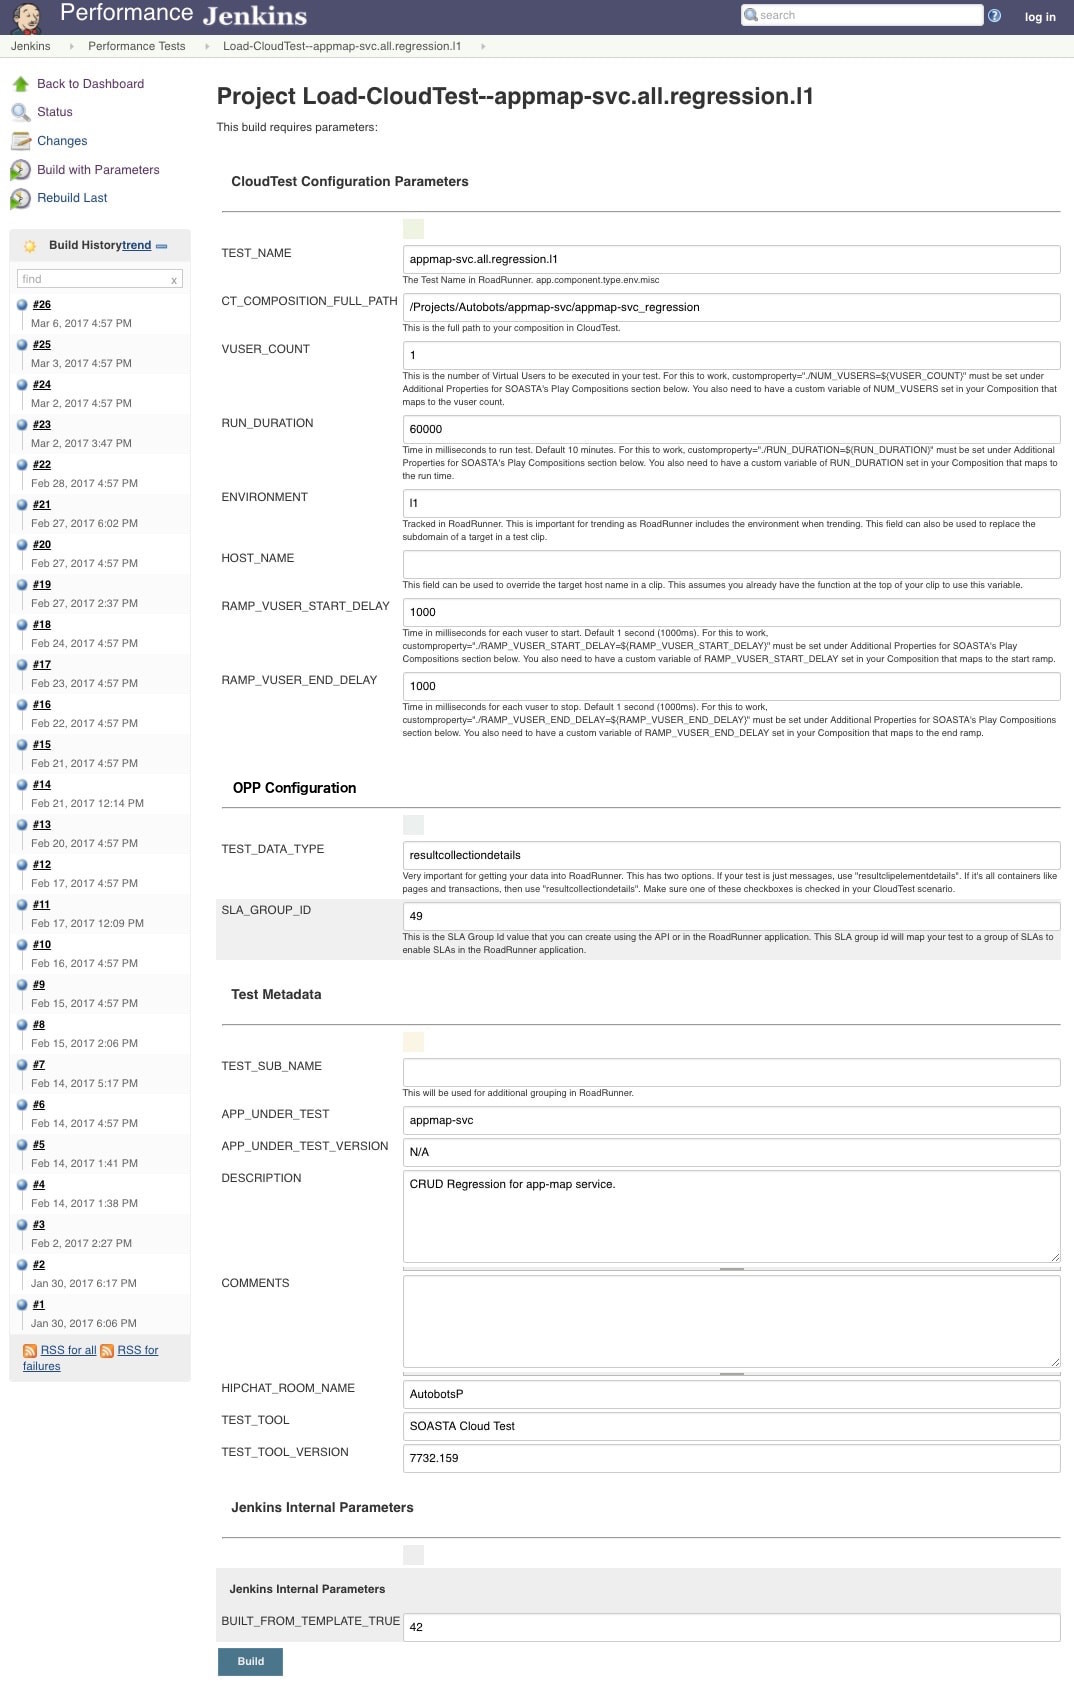 Performance Jenkins
search
log in
Jenkins
Performance Tests
Load-CloudTest--appmap-svc.all.regression.l1
Back to Dashboard
Status
Changes
Build with Parameters
Rebuild Last
Build History trend
find
x
#26
Mar 6, 2017 4:57 PM
#25
Mar 3, 2017 4:57 PM
#24
Mar 2, 2017 4:57 PM
#23
Mar 2, 2017 3:47 PM
#22
Feb 28, 2017 4:57 PM
#21
Feb 27, 2017 6:02 PM
#20
Feb 27, 2017 4:57 PM
#19
Feb 27, 2017 2:37 PM
#18
Feb 24, 2017 4:57 PM
#17
Feb 23, 2017 4:57 PM
#16
Feb 22, 2017 4:57 PM
#15
Feb 21, 2017 4:57 PM
#14
Feb 21, 2017 12:14 PM
#13
Feb 20, 2017 4:57 PM
#12
Feb 17, 2017 4:57 PM
#11
Feb 17, 2017 12:09 PM
#10
Feb 16, 2017 4:57 PM
#9
Feb 15, 2017 4:57 PM
#8
Feb 15, 2017 2:06 PM
#7
Feb 14, 2017 5:17 PM
#6
Feb 14, 2017 4:57 PM
#5
Feb 14, 2017 1:41 PM
#4
Feb 14, 2017 1:38 PM
#3
Feb 2, 2017 2:27 PM
#2
Jan 30, 2017 6:17 PM
#1
Jan 30, 2017 6:06 PM
RSS for all RSS for
failures
Project Load-CloudTest--appmap-svc.all.regression.l1
This build requires parameters:
CloudTest Configuration Parameters
TEST_NAME
appmap-svc.all.regression.l1
The Test Name in RoadRunner. app.component.type.env.misc
CT_COMPOSITION_FULL_PATH
/Projects/Autobots/appmap-svc/appmap-svc_regression
This is the full path to your composition in CloudTest.
VUSER_COUNT
1
This is the number of Virtual Users to be executed in your test. For this to work, customproperty="./NUM_VUSERS=${VUSER_COUNT}" must be set under
Additional Properties for SOASTA's Play Compositions section below. You also need to have a custom variable of NUM_VUSERS set in your Composition that
maps to the vuser count.
RUN_DURATION
60000
Time in milliseconds to run test. Default 10 minutes. For this to work, customproperty="./RUN_DURATION=${RUN_DURATION}" must be set under Additional
Properties for SOASTA's Play Compositions section below. You also need to have a custom variable of RUN_DURATION set in your Composition that maps to
the run time.
ENVIRONMENT
l1
Tracked in RoadRunner. This is important for trending as RoadRunner includes the environment when trending. This field can also be used to replace the
subdomain of a target in a test clip.
HOST_NAME
This field can be used to override the target host name in a clip. This assumes you already have the function at the top of your clip to use this variable.
RAMP_VUSER_START_DELAY
1000
Time in milliseconds for each vuser to start. Default 1 second (1000ms). For this to work,
customproperty="./RAMP_VUSER_START_DELAY=${RAMP_VUSER_START_DELAY}" must be set under Additional Properties for SOASTA's Play
Compositions section below. You also need to have a custom variable of RAMP_VUSER_START_DELAY set in your Composition that maps to the start ramp.
RAMP_VUSER_END_DELAY
1000
Time in milliseconds for each vuser to stop. Default 1 second (1000ms). For this to work,
customproperty="./RAMP_VUSER_END_DELAY=${RAMP_VUSER_END_DELAY}" must be set under Additional Properties for SOASTA's Play Compositions
section below. You also need to have a custom variable of RAMP_VUSER_END_DELAY set in your Composition that maps to the end ramp.
OPP Configuration
TEST_DATA_TYPE
resultcollectiondetails
Very important for getting your data into RoadRunner. This has two options. If your test is just messages, use "resultclipelementdetails". If it's all containers like
pages and transactions, then use "resultcollectiondetails". Make sure one of these checkboxes is checked in your CloudTest scenario.
SLA_GROUP_ID
49
This is the SLA Group Id value that you can create using the API or in the RoadRunner application. This SLA group id will map your test to a group of SLAs to
enable SLAs in the RoadRunner application.
Test Metadata
TEST_SUB_NAME
This will be used for additional grouping in RoadRunner.
APP_UNDER_TEST
appmap-svc
APP_UNDER_TEST_VERSION
N/A
DESCRIPTION
CRUD Regression for app-map service.
COMMENTS
HIPCHAT_ROOM_NAME
AutobotsP
TEST_TOOL
SOASTA Cloud Test
TEST_TOOL_VERSION
7732.159
Jenkins Internal Parameters
Jenkins Internal Parameters
BUILT_FROM_TEMPLATE_TRUE
42
Build